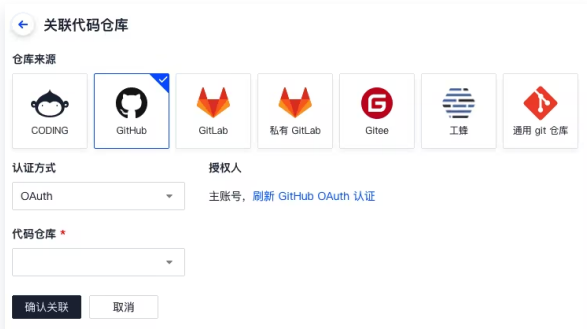 关联代码仓库
仓库来源
CODING
GitHub
GitLab
私有 GitLab
Gitee
工蜂
通用 git 仓库
认证方式
授权人
OAuth
主账号，刷新 GitHub OAuth 认证
代码仓库 *
确认关联
取消